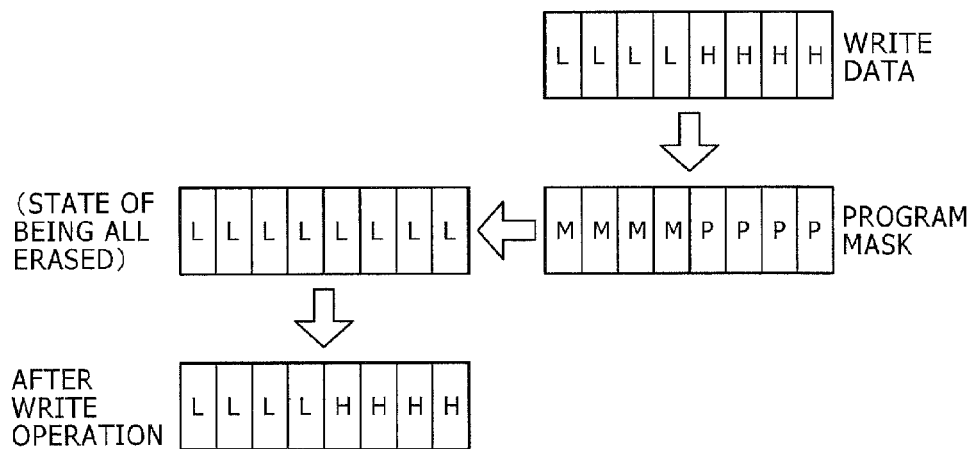 L L L L H H H H
WRITE
DATA
(STATE OF
BEING ALL
ERASED)
L L L L L L L L
M M M M P P P P
PROGRAM
MASK
AFTER
WRITE
OPERATION
L L L L H H H H